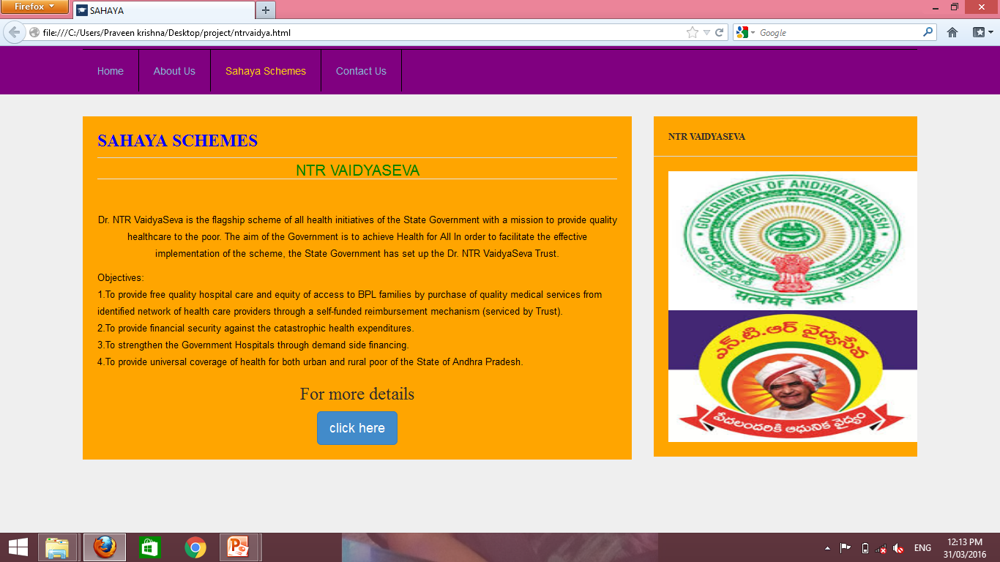 Firefox
SAHAYA
file:///C:/Users/Praveen krishna/Desktop/project/ntrvaidya.html
Google
Home
About Us
Sahaya Schemes
Contact Us
SAHAYA SCHEMES
NTR VAIDYASEVA
Dr. NTR VaidyaSeva is the flagship scheme of all health initiatives of the State Government with a mission to provide quality
healthcare to the poor. The aim of the Government is to achieve Health for All In order to facilitate the effective
implementation of the scheme, the State Government has set up the Dr. NTR VaidyaSeva Trust.
Objectives:
1.To provide free quality hospital care and equity of access to BPL families by purchase of quality medical services from
identified network of health care providers through a self-funded reimbursement mechanism (serviced by Trust).
2.To provide financial security against the catastrophic health expenditures.
3.To strengthen the Government Hospitals through demand side financing.
4.To provide universal coverage of health for both urban and rural poor of the State of Andhra Pradesh.
For more details
click here
NTR VAIDYASEVA
GOVERNMENT OF ANDHRA PRADESH
ఆంధ్రప్రదేశ్
आंध्र प्रदेश
सत्यमेव जयते
ఎన్.టి.ఆర్ వైద్యసేవ
పేదలందరికి ఆధునిక వైద్యం
ENG
12:13 PM
31/03/2016